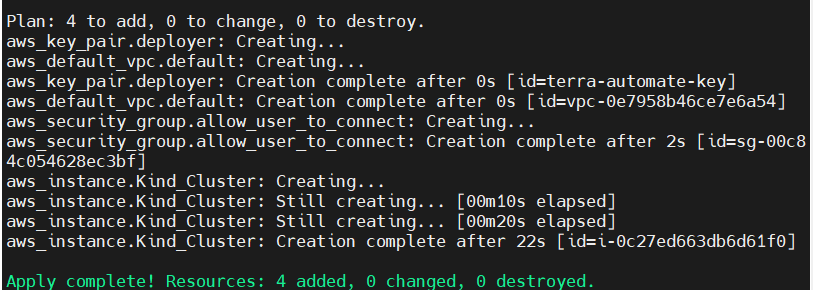 Plan: 4 to add, 0 to change, 0 to destroy.
aws_key_pair.deployer: Creating...
aws_default_vpc.default: Creating...
aws_key_pair.deployer: Creation complete after 0s [id=terra-automate-key]
aws_default_vpc.default: Creation complete after 0s [id=vpc-0e7958b46ce7e6a54]
aws_security_group.allow_user_to_connect: Creating...
aws_security_group.allow_user_to_connect: Creation complete after 2s [id=sg-00c8
4c054628ec3bf]
aws_instance.Kind_Cluster: Creating...
aws_instance.Kind_Cluster: Still creating... [00m10s elapsed]
aws_instance.Kind_Cluster: Still creating... [00m20s elapsed]
aws_instance.Kind_Cluster: Creation complete after 22s [id=i-0c27ed663db6d61f0]
Apply complete! Resources: 4 added, 0 changed, 0 destroyed.